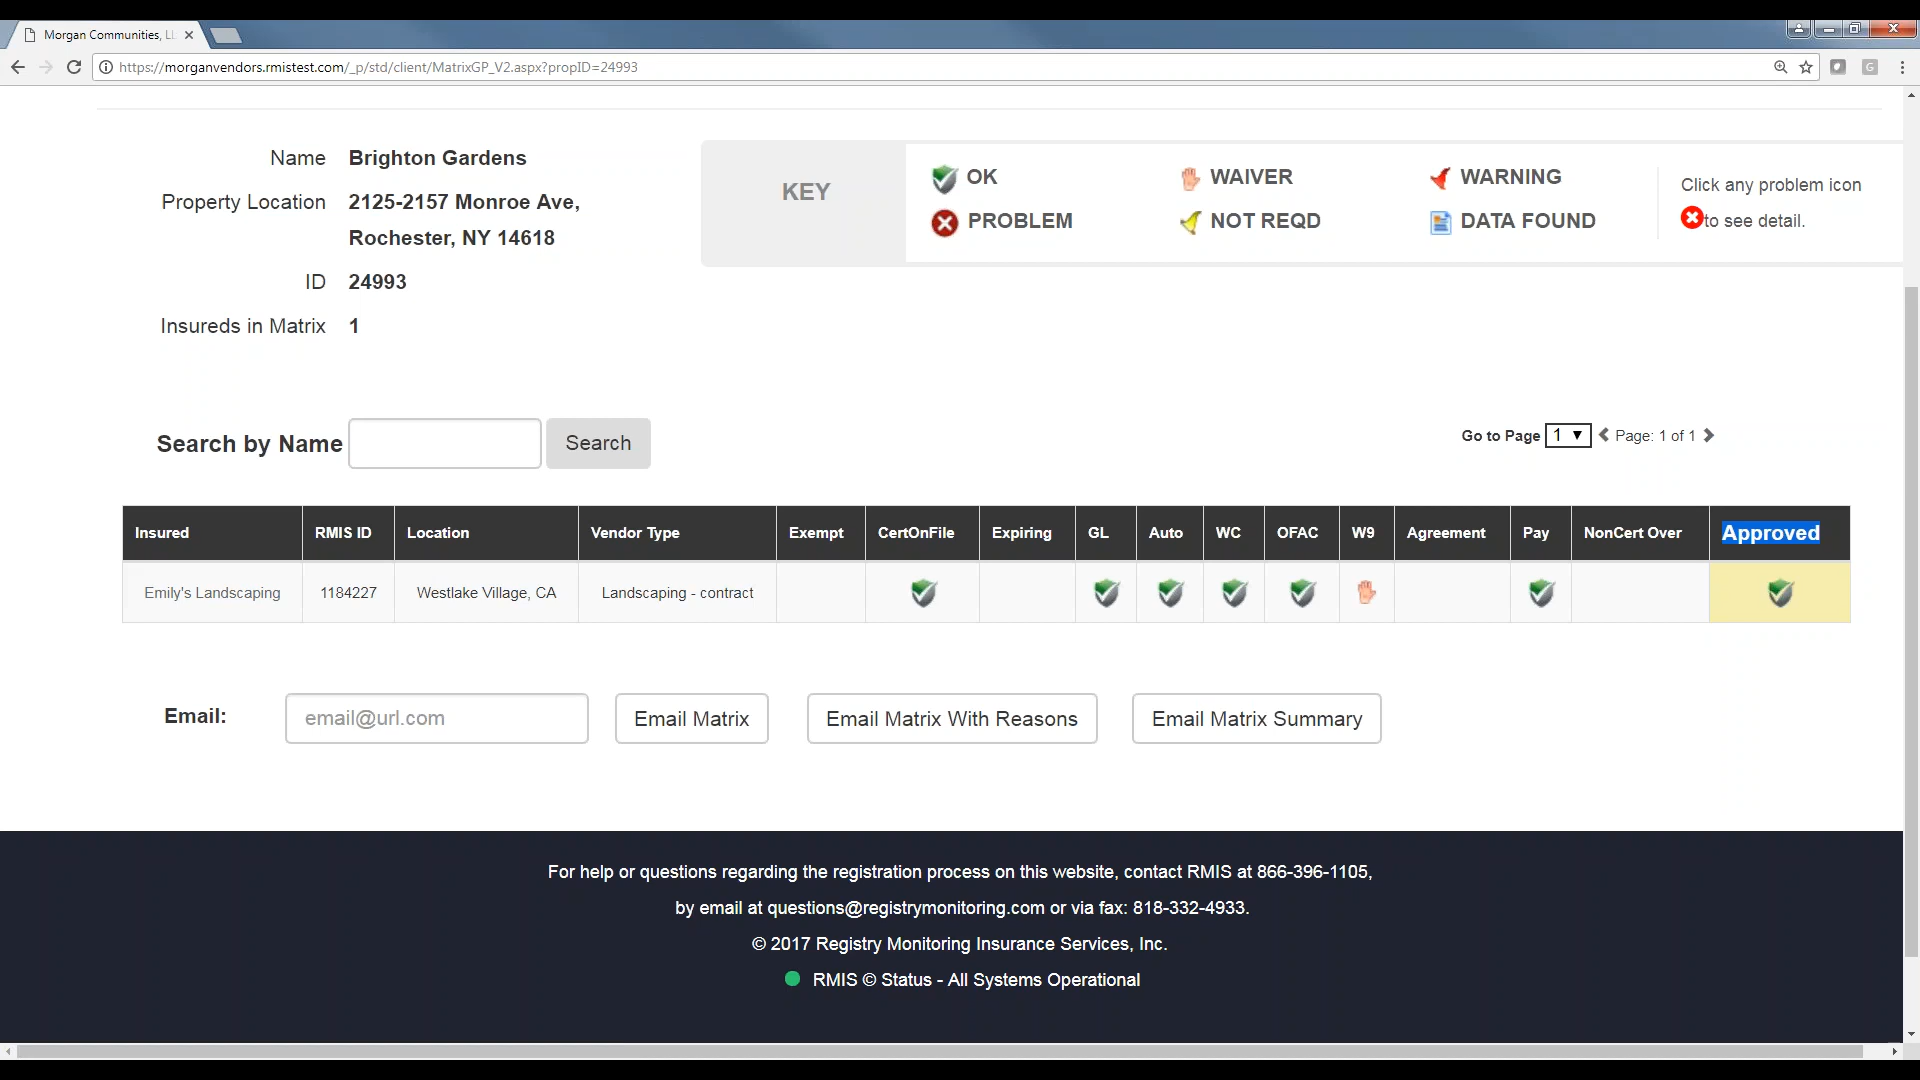 Morgan Communities, LL
https://morganvendors.rmistest.com/_p/std/client/MatrixGP_V2.aspx?propID=24993
Name Brighton Gardens
Property Location 2125-2157 Monroe Ave,
Rochester, NY 14618
ID 24993
Insureds in Matrix 1
KEY
OK WAIVER WARNING
PROBLEM NOT REQD DATA FOUND
Click any problem icon
to see detail.
Search by Name Search
Go to Page 1 Page: 1 of 1
Insured RMIS ID Location Vendor Type Exempt CertOnFile Expiring GL Auto WC OFAC W9 Agreement Pay NonCert Over Approved
Emily's Landscaping 1184227 Westlake Village, CA Landscaping - contract
Email: email@url.com Email Matrix Email Matrix With Reasons Email Matrix Summary
For help or questions regarding the registration process on this website, contact RMIS at 866-396-1105,
by email at questions@registrymonitoring.com or via fax: 818-332-4933.
© 2017 Registry Monitoring Insurance Services, Inc.
RMIS © Status - All Systems Operational